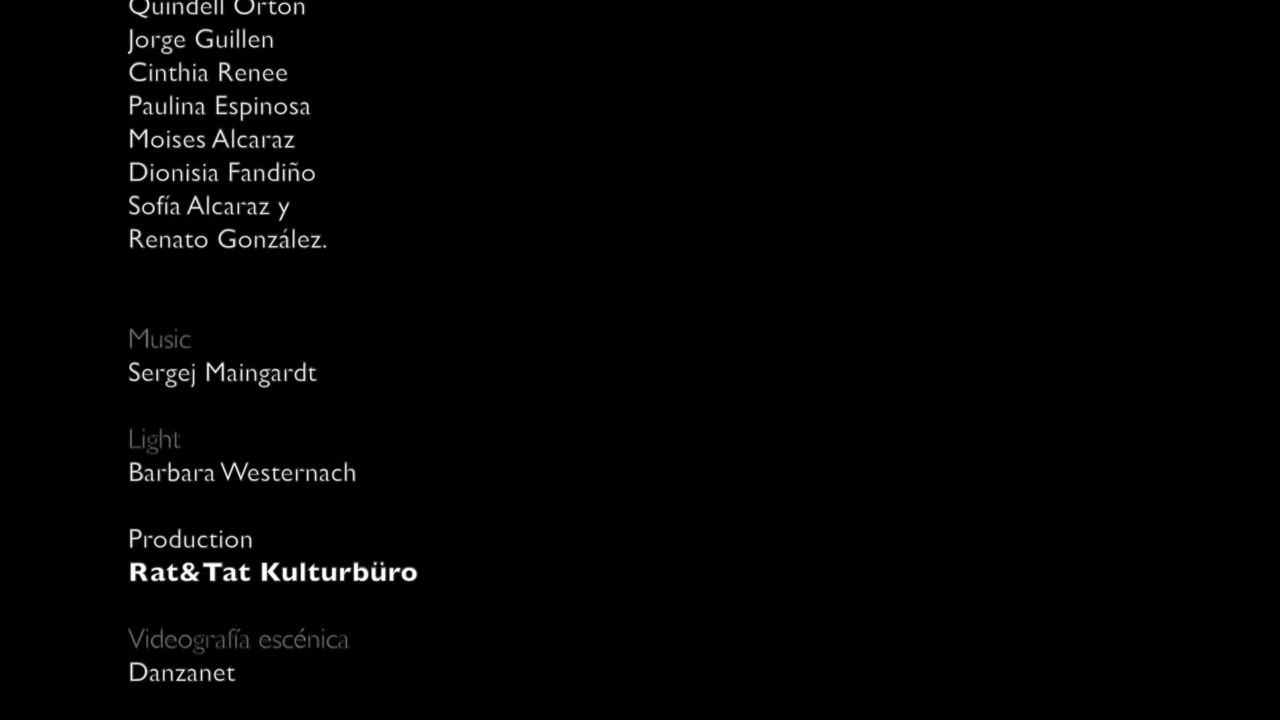 Quindell Orton
Jorge Guillen
Cinthia Renee
Paulina Espinosa
Moises Alcaraz
Dionisia Fandiño
Sofía Alcaraz y
Renato González.
Music
Sergej Maingardt
Light
Barbara Westernach
Production
Rat&Tat Kulturbüro
Videografía escénica
Danzanet